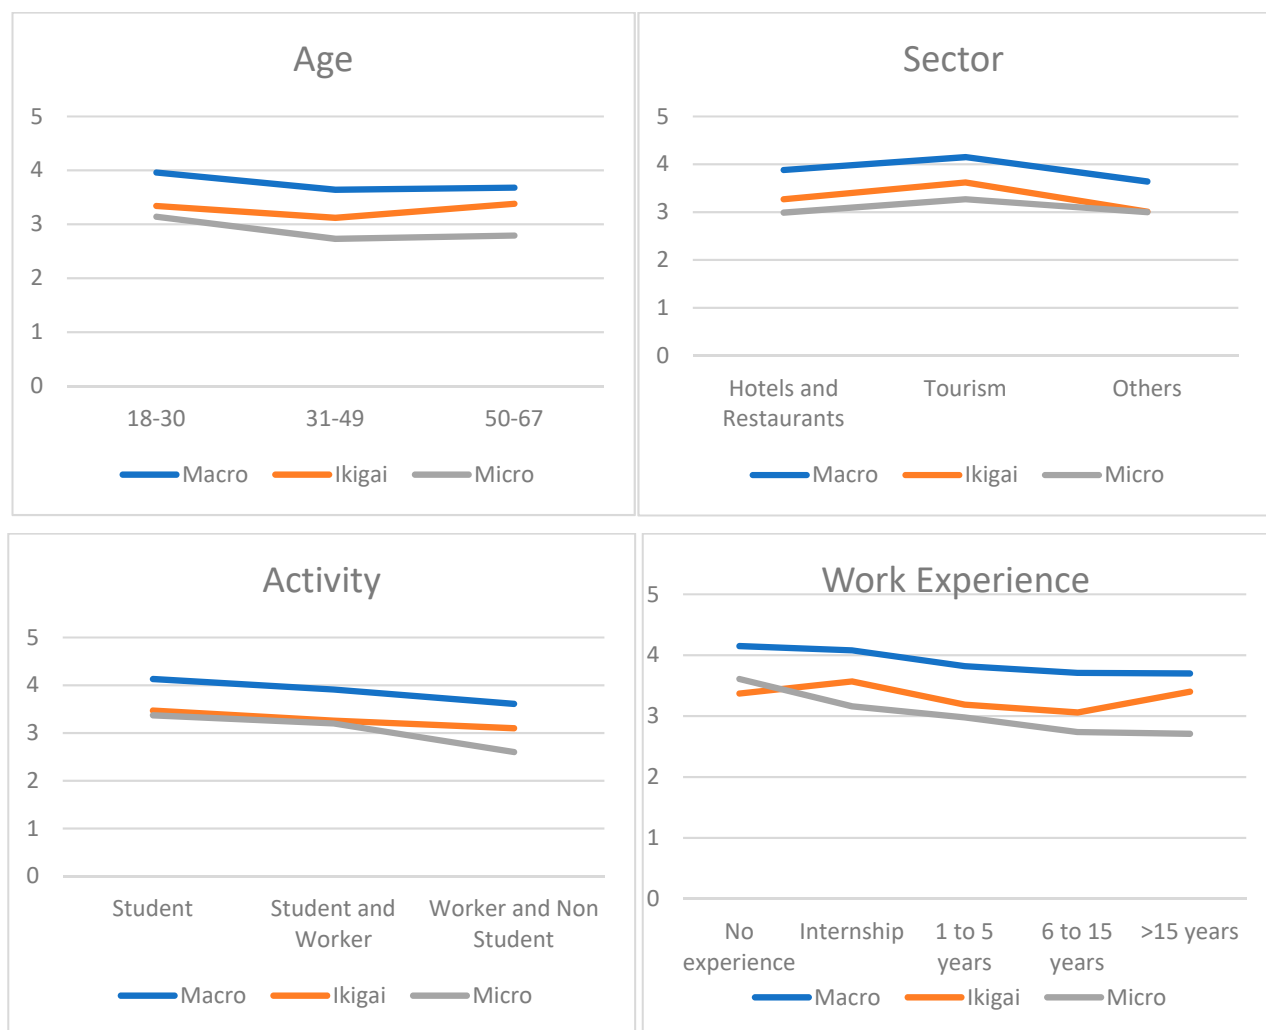 Age
5
4
3
2
1
0
18-30 31-49 50-67
Macro Ikigai Micro
Sector
5
4
3
2
1
0
Hotels and Restaurants Tourism Others
Macro Ikigai Micro
Activity
5
4
3
2
1
0
Student Student and Worker Worker and Non Student
Macro Ikigai Micro
Work Experience
5
4
3
2
1
0
No experience Internship 1 to 5 years 6 to 15 years >15 years
Macro Ikigai Micro